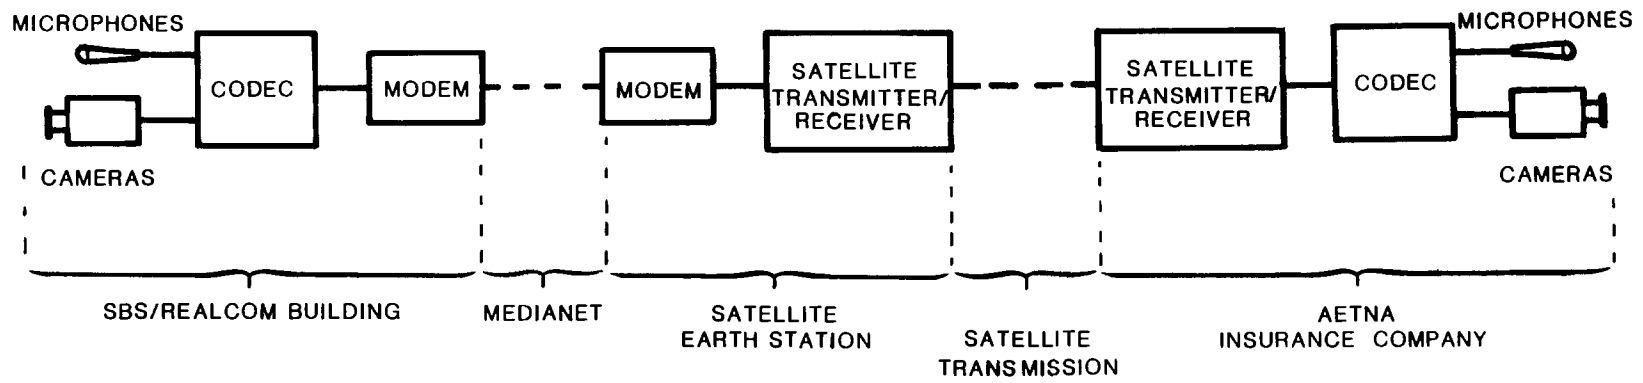 MICROPHONES
CODEC
MODEM
MODEM
SATELLITE
TRANSMITTER/
RECEIVER
SATELLITE
TRANSMITTER/
RECEIVER
CODEC
MICROPHONES
CAMERAS
CAMERAS
SBS/REALCOM BUILDING
MEDIANET
SATELLITE
EARTH STATION
SATELLITE
TRANSMISSION
AETNA
INSURANCE COMPANY